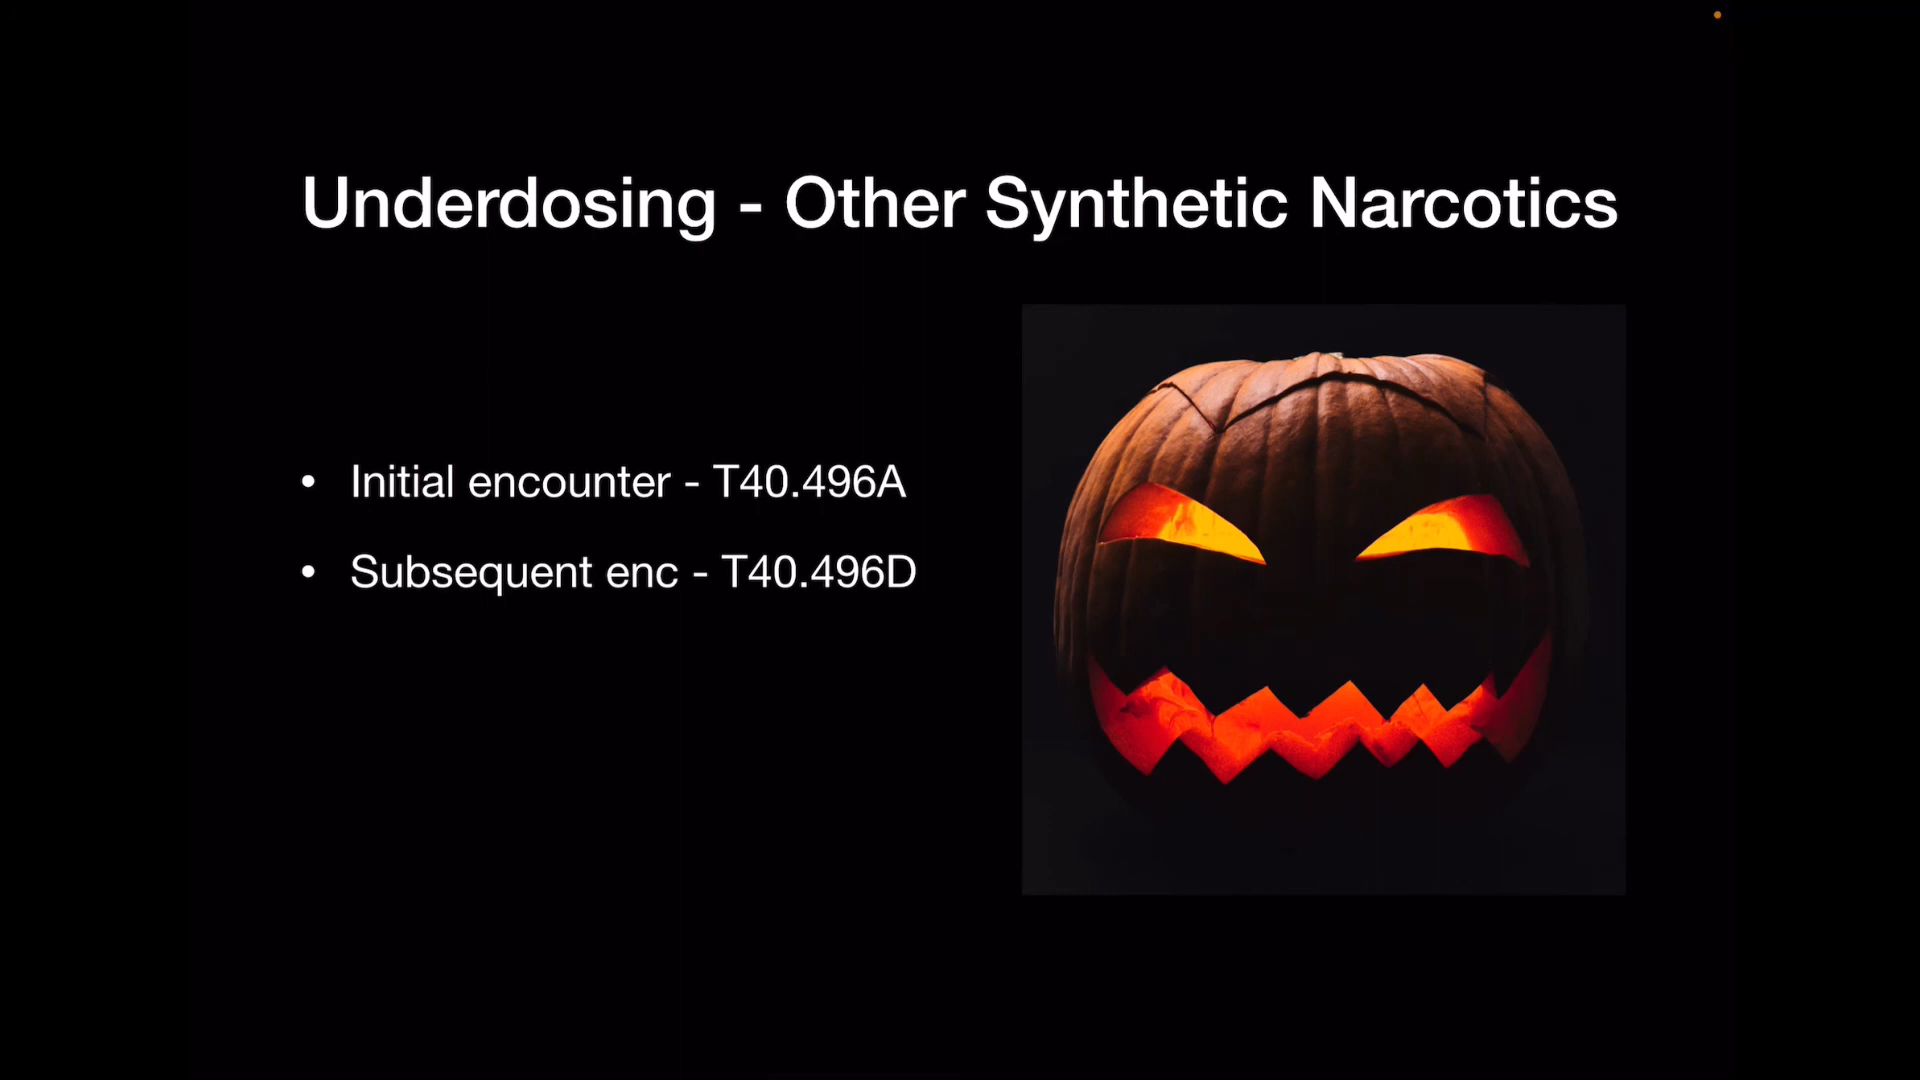 Underdosing - Other Synthetic Narcotics
• Initial encounter - T40.496A
• Subsequent enc - T40.496D